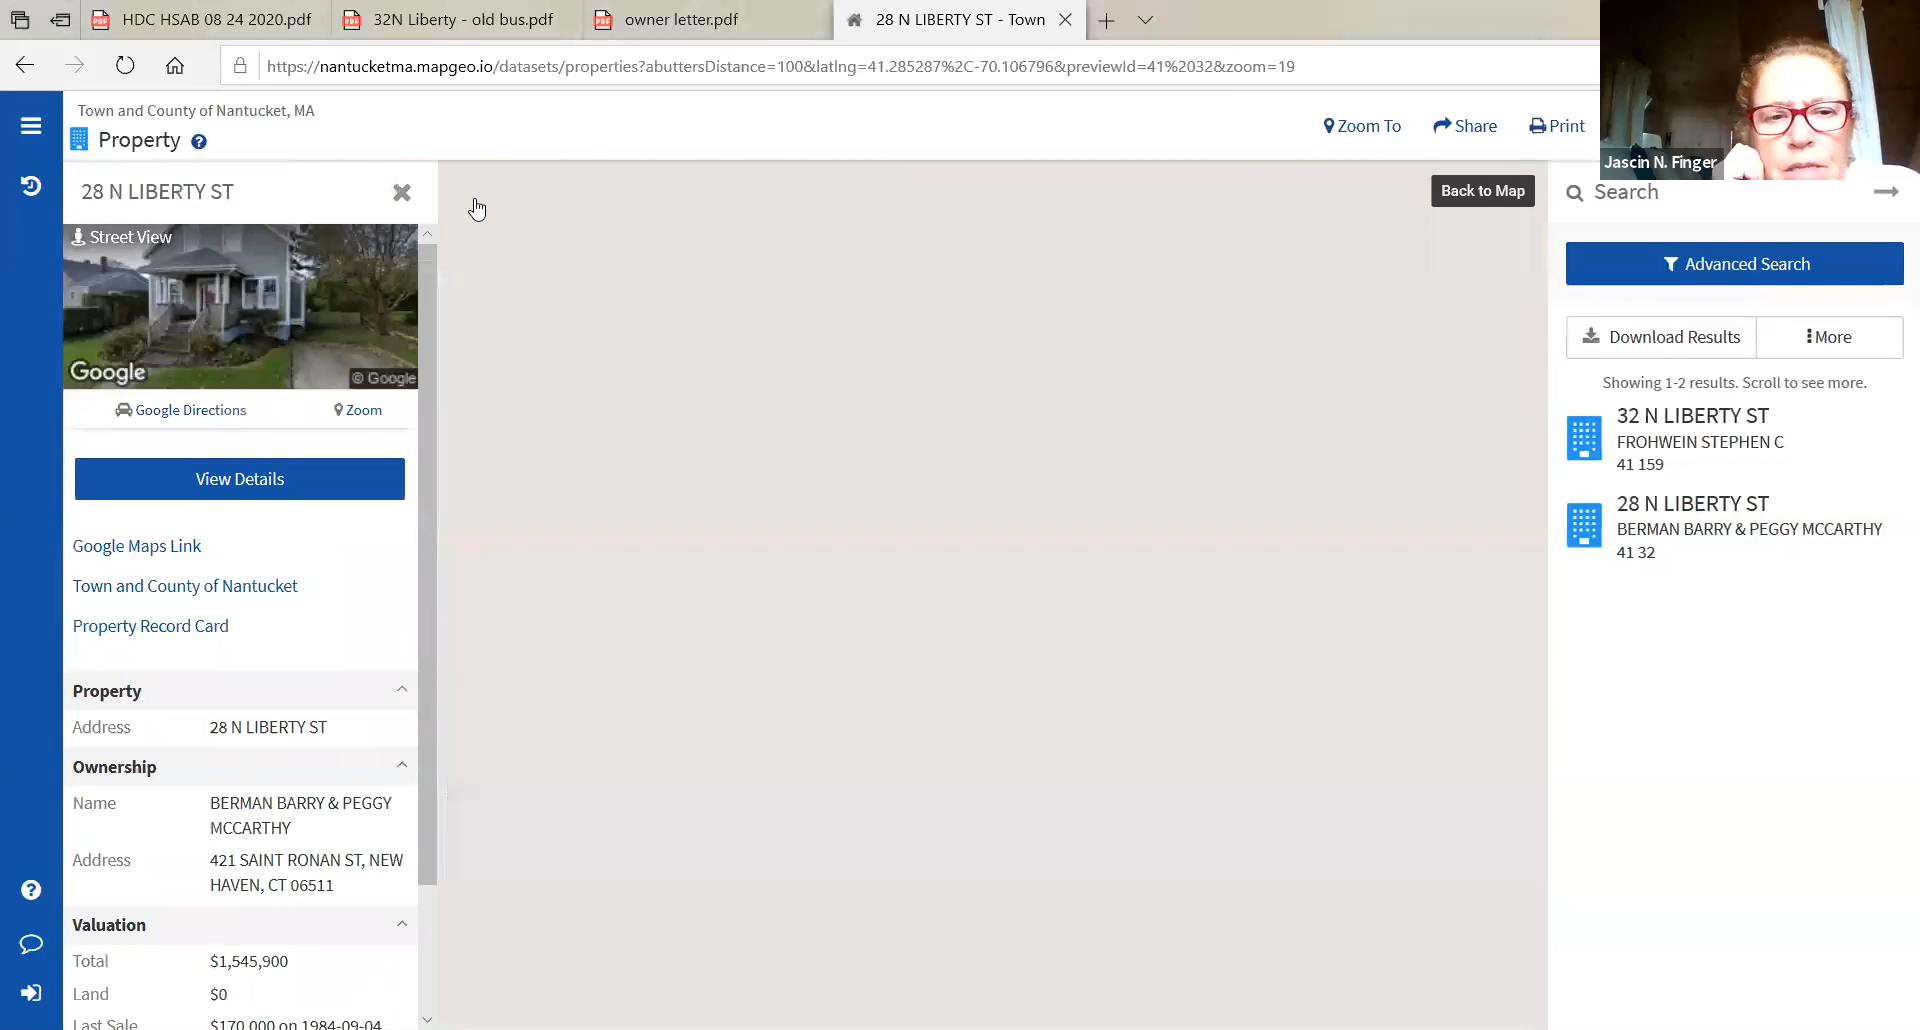 HDC HSAB 08 24 2020.pdf
32N Liberty - old bus.pdf
owner letter.pdf
28 N LIBERTY ST - Town
https://nantucketma.mapgeo.io/datasets/properties?abuttersDistance=100&latlng=41.285287%2C-70.106796&previewId=41%2032&zoom=19
Town and County of Nantucket, MA
Property
Zoom To
Share
Print
Jascin N. Finger
28 N LIBERTY ST
Back to Map
Search
Street View
Google
© Google
Google Directions
Zoom
View Details
Google Maps Link
Town and County of Nantucket
Property Record Card
Property
Address 28 N LIBERTY ST
Ownership
Name BERMAN BARRY & PEGGY
MCCARTHY
Address 421 SAINT RONAN ST, NEW
HAVEN, CT 06511
Valuation
Total $1,545,900
Land $0
Last Sale $170,000 on 1984-09-04
Advanced Search
Download Results
More
Showing 1-2 results. Scroll to see more.
32 N LIBERTY ST
FROHWEIN STEPHEN C
41 159
28 N LIBERTY ST
BERMAN BARRY & PEGGY MCCARTHY
41 32